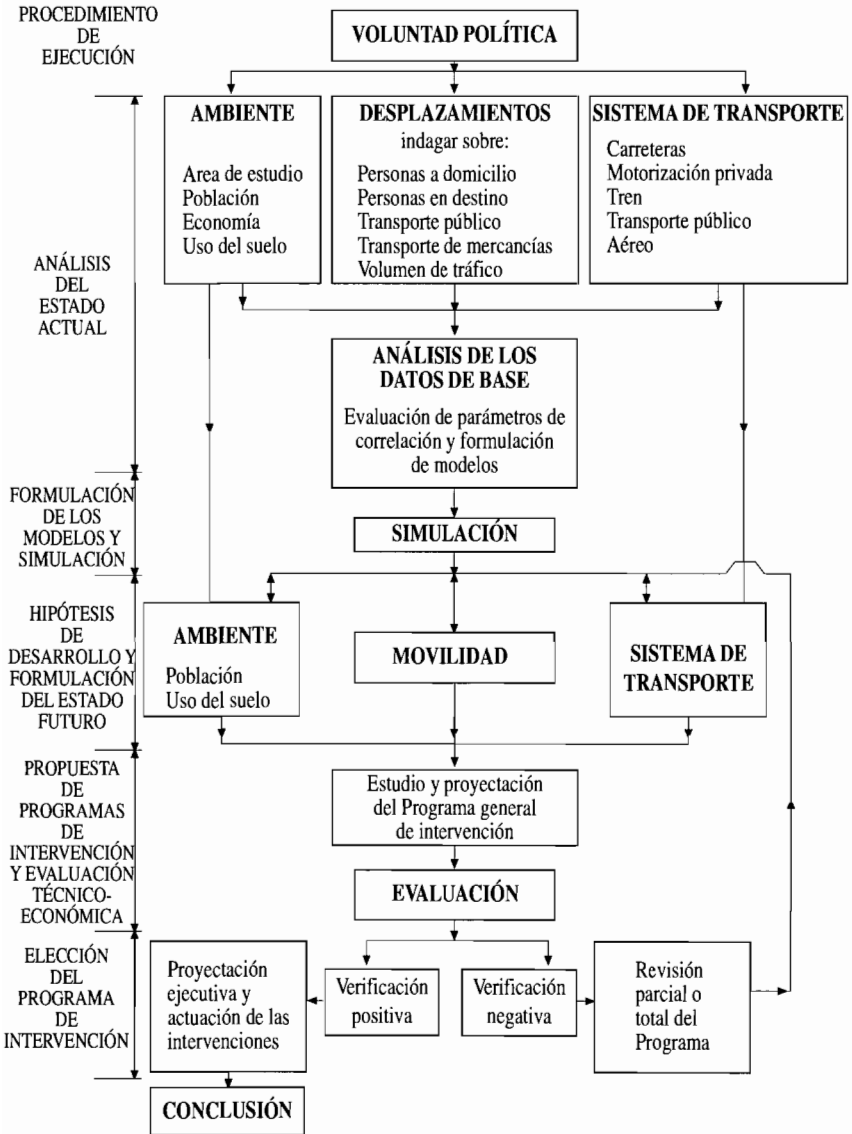 PROCEDIMIENTO
DE
EJECUCIÓN
VOLUNTAD POLÍTICA
ANÁLISIS
DEL
ESTADO
ACTUAL
AMBIENTE
Area de estudio
Población
Economía
Uso del suelo
DESPLAZAMIENTOS
indagar sobre:
Personas a domicilio
Personas en destino
Transporte público
Transporte de mercancías
Volumen de tráfico
SISTEMA DE TRANSPORTE
Carreteras
Motorización privada
Tren
Transporte público
Aéreo
ANÁLISIS DE LOS
DATOS DE BASE
Evaluación de parámetros de
correlación y formulación
de modelos
FORMULACIÓN
DE LOS
MODELOS Y
SIMULACIÓN
SIMULACIÓN
HIPÓTESIS
DE
DESARROLLO Y
FORMULACIÓN
DEL ESTADO
FUTURO
AMBIENTE
Población
Uso del suelo
MOVILIDAD
SISTEMA DE
TRANSPORTE
PROPUESTA
DE
PROGRAMAS
DE
INTERVENCIÓN
Y EVALUACIÓN
TÉCNICO-
ECONÓMICA
Estudio y proyectación
del Programa general
de intervención
EVALUACIÓN
ELECCIÓN
DEL
PROGRAMA
DE
INTERVENCIÓN
Proyectación
ejecutiva y
actuación de las
intervenciones
Verificación
positiva
Verificación
negativa
Revisión
parcial o
total del
Programa
CONCLUSIÓN